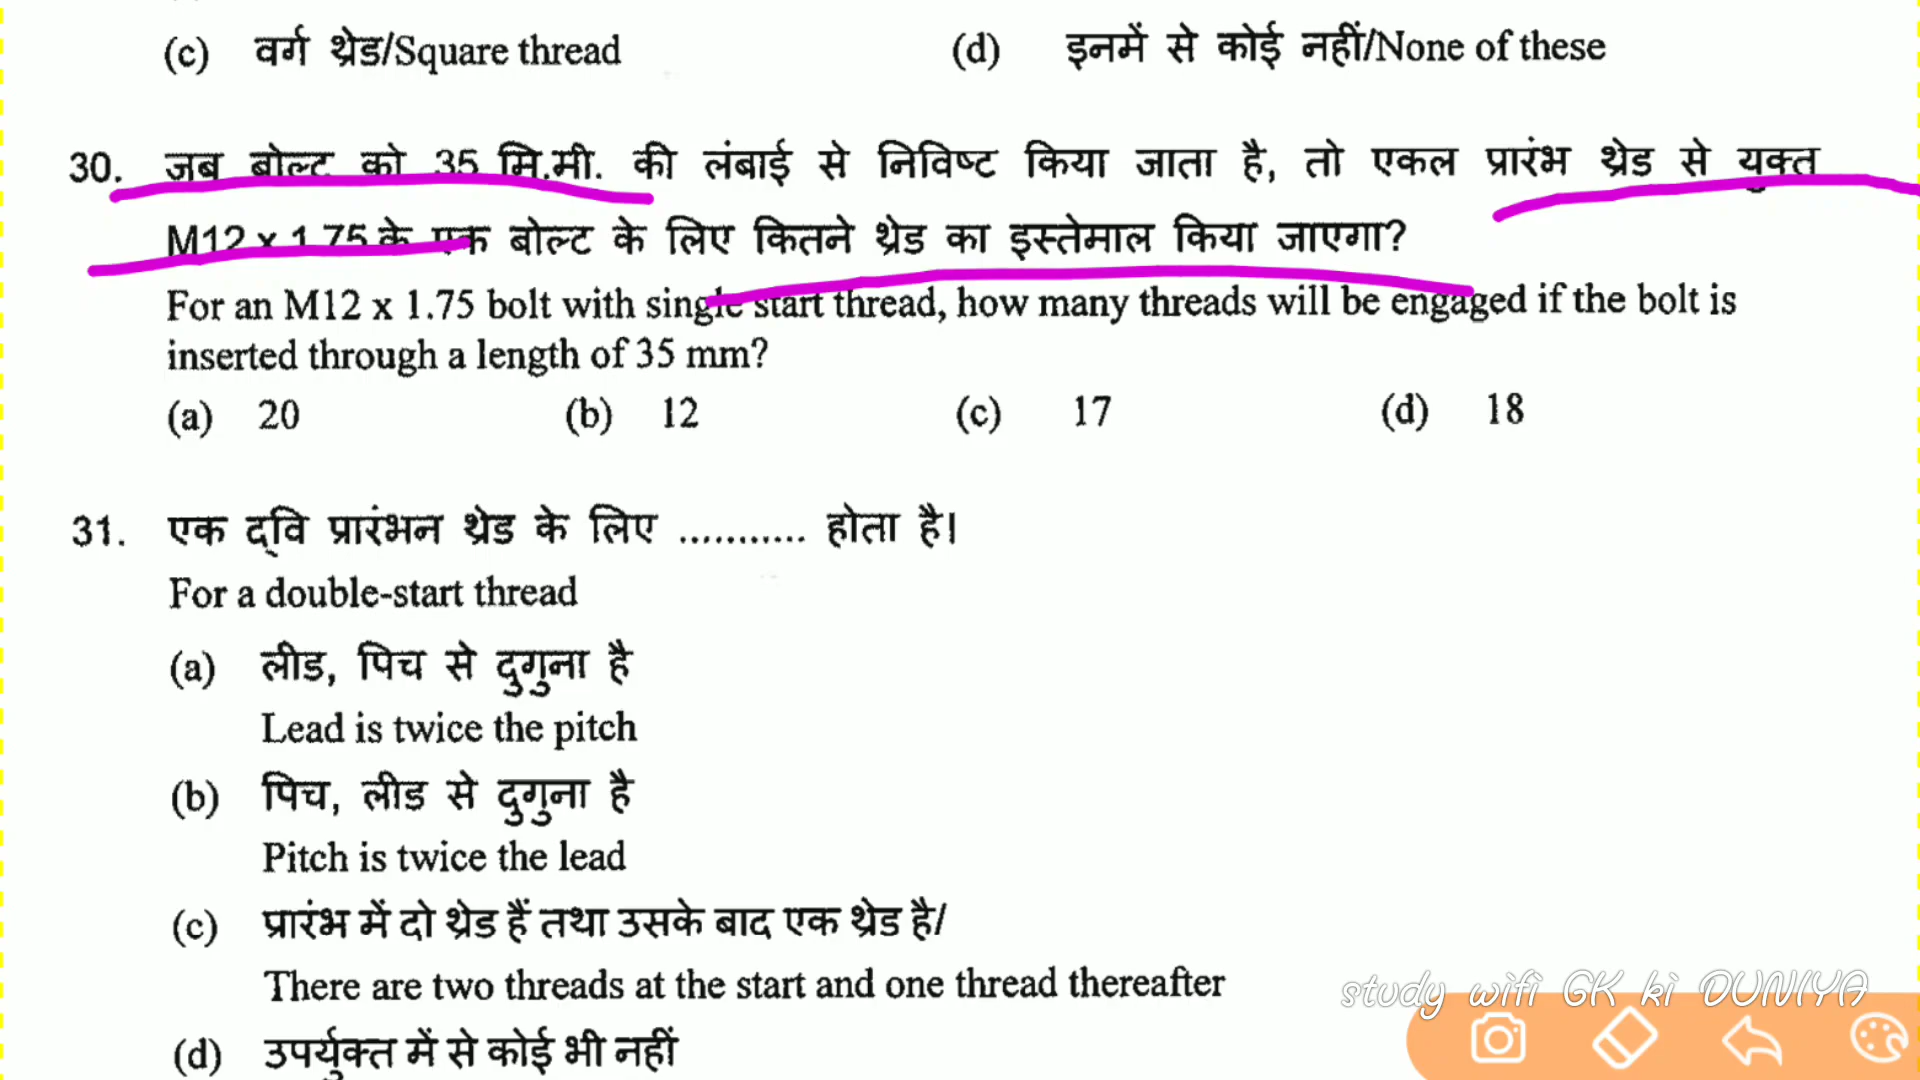 (c) वर्ग थ्रेड/Square thread (d) इनमें से कोई नहीं/None of these
30. जब बोल्ट को 35 मि.मी. की लंबाई से निविष्ट किया जाता है, तो एकल प्रारंभ थ्रेड से युक्त
M12 x 1.75 के एक बोल्ट के लिए कितने थ्रेड का इस्तेमाल किया जाएगा?
For an M12 x 1.75 bolt with single start thread, how many threads will be engaged if the bolt is
inserted through a length of 35 mm?
(a) 20 (b) 12 (c) 17 (d) 18
31. एक द्वि प्रारंभन थ्रेड के लिए ........... होता है।
For a double-start thread
(a) लीड, पिच से दुगुना है
Lead is twice the pitch
(b) पिच, लीड से दुगुना है
Pitch is twice the lead
(c) प्रारंभ में दो थ्रेड हैं तथा उसके बाद एक थ्रेड है/
There are two threads at the start and one thread thereafter
(d) उपर्युक्त में से कोई भी नहीं
study wifi GK ki DUNIYA